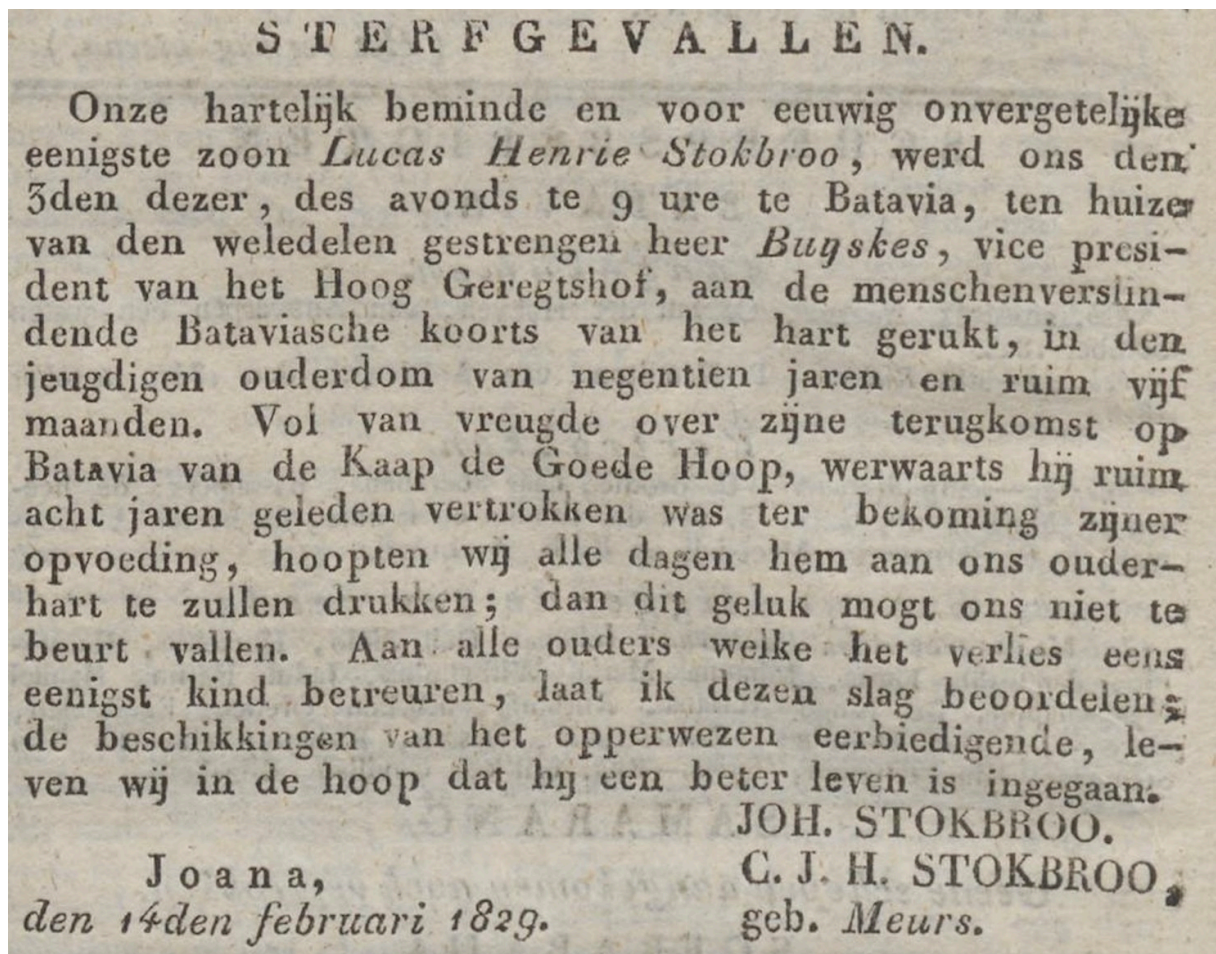 STERFGEVALLEN.
Onze hartelijk beminde en voor eeuwig onvergetelijke
eenigste zoon Lucas Henrie Stokbroo, werd ons den
3den dezer, des avonds te 9 ure te Batavia, ten huize
van den weledelen gestrengen heer Buyskes, vice presi-
dent van het Hoog Geregtshof, aan de menschenverslin-
dende Bataviasche koorts van het hart gerukt, in den
jeugdigen ouderdom van negentien jaren en ruim vijf
maanden. Vol van vreugde over zijne terugkomst op
Batavia van de Kaap de Goede Hoop, werwaarts hij ruim
acht jaren geleden vertrokken was ter bekoming zijner
opvoeding, hoopten wij alle dagen hem aan ons ouder-
hart te zullen drukken; dan dit geluk mogt ons niet te
beurt vallen. Aan alle ouders welke het verlies eens
eenigst kind betreuren, laat ik dezen slag beoordelen;
de beschikkingen van het opperwezen eerbiedigende, le-
ven wij in de hoop dat hij een beter leven is ingegaan.
JOH. STOKBROO.
Joana, C. J. H. STOKBROO,
den 14den februari 1829. geb. Meurs.